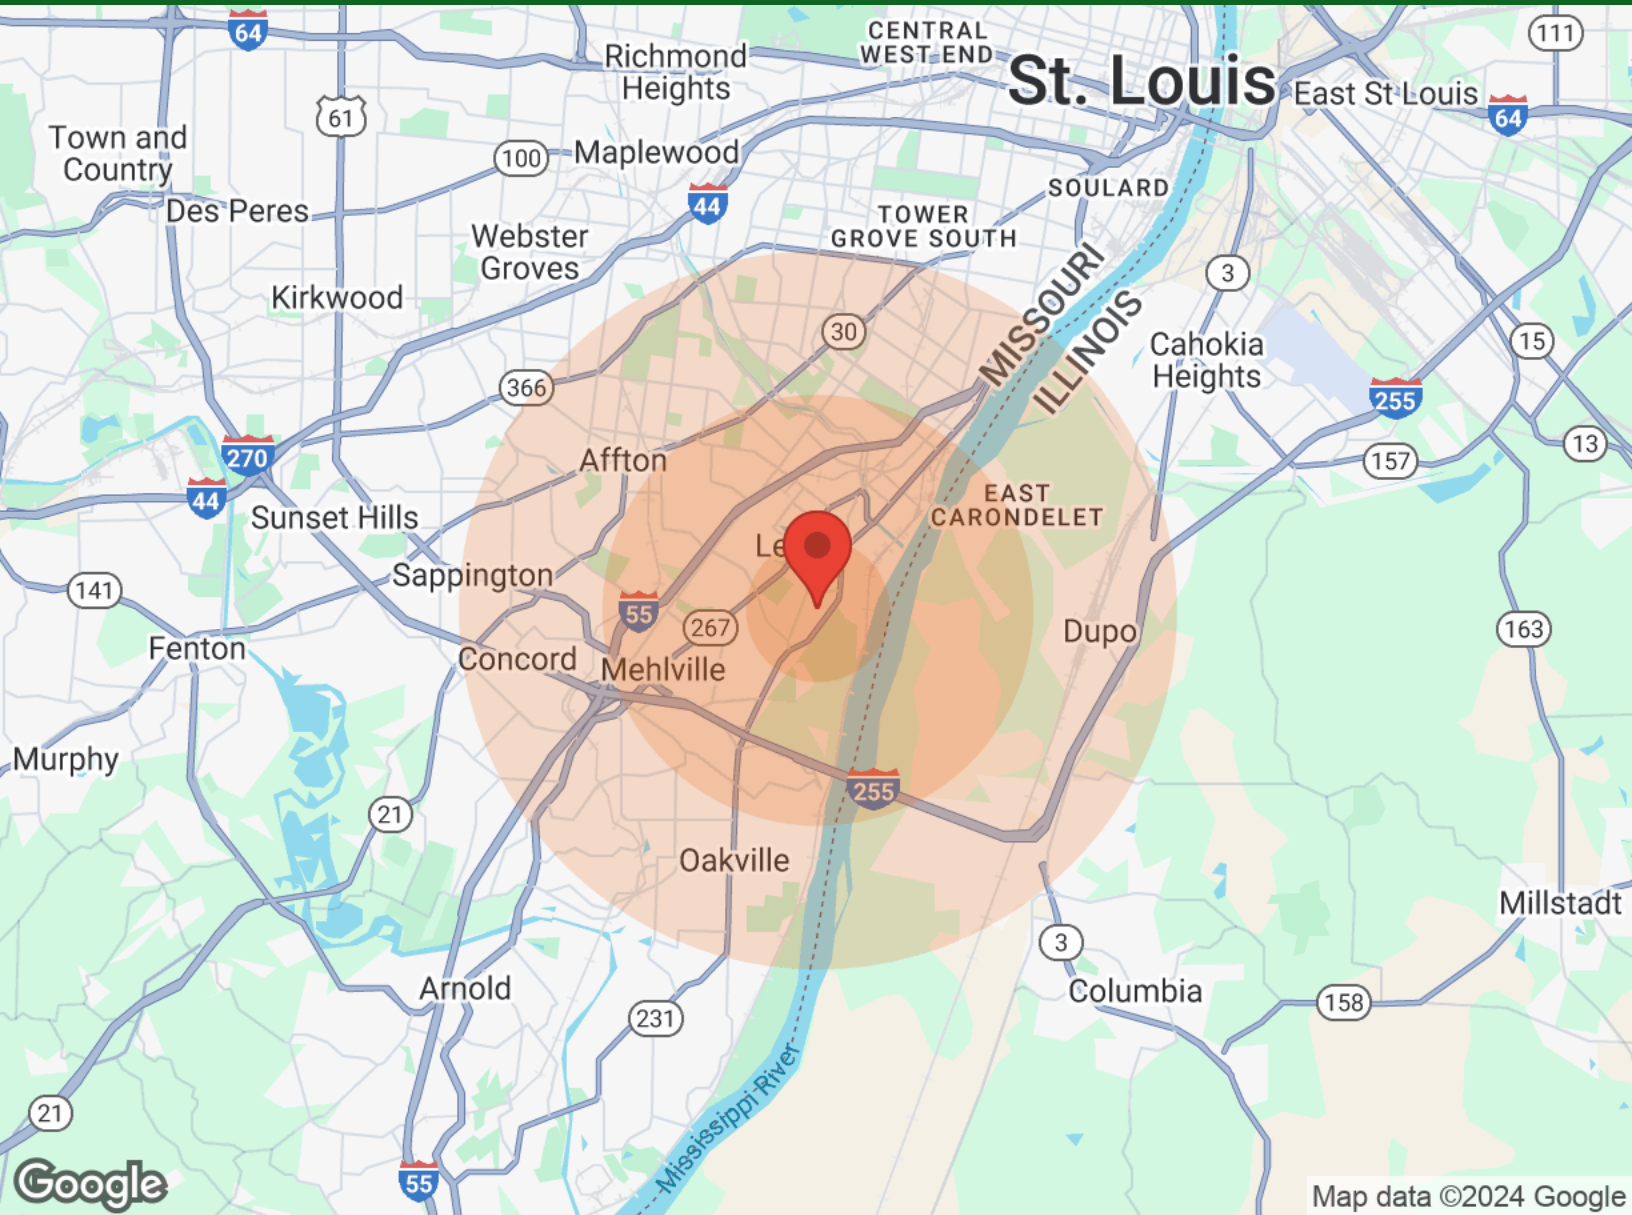 64
111
CENTRAL
WEST END
Richmond
Heights
St. Louis
East St Louis
64
61
Town and
Country
100
Maplewood
SOULARD
44
Des Peres
TOWER
GROVE SOUTH
Webster
Groves
3
Kirkwood
MISSOURI
ILLINOIS
30
15
Cahokia
Heights
366
255
13
270
Affton
157
44
EAST
CARONDELET
Sunset Hills
Le
Sappington
141
55
267
Dupo
163
Fenton
Concord
Mehlville
Murphy
255
21
Oakville
Millstadt
3
Arnold
Columbia
158
231
Mississippi River
21
55
Google
Map data ©2024 Google